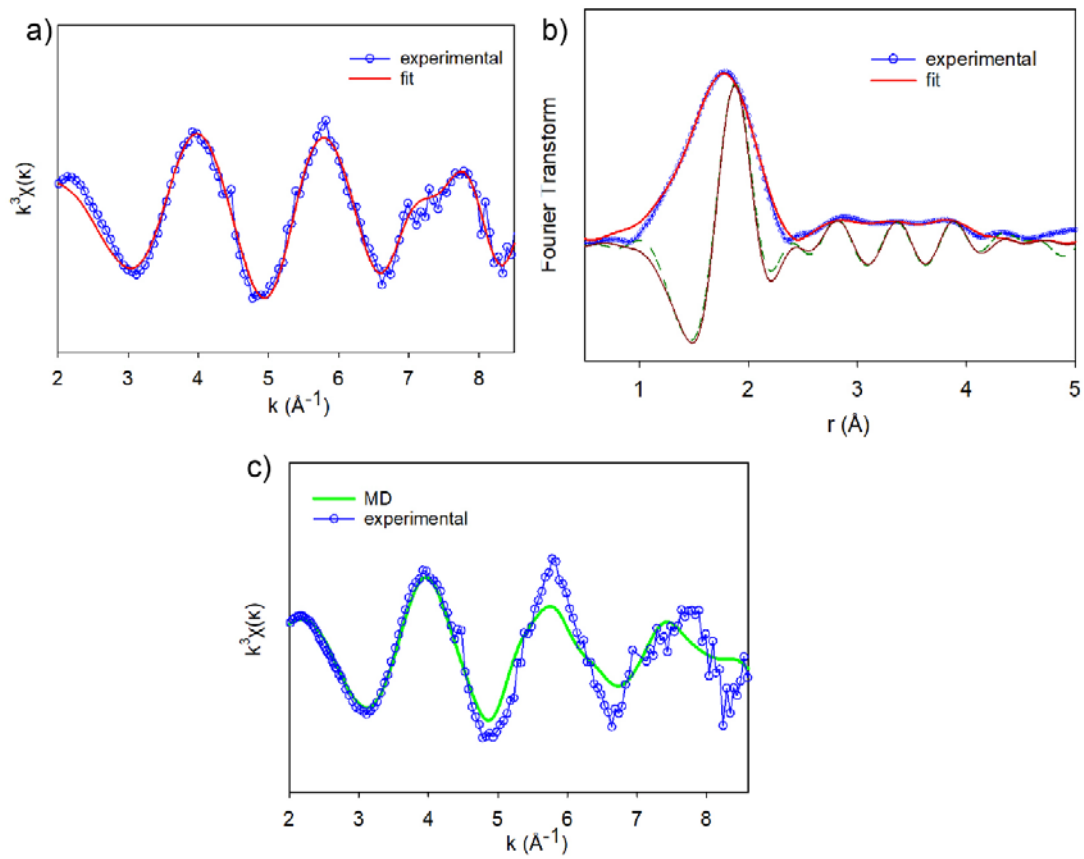 a)
experimental
fit
k³χ(κ)
2 3 4 5 6 7 8
k (Å⁻¹)
b)
experimental
fit
Fourier Transform
1 2 3 4 5
r (Å)
c)
MD
experimental
k³χ(κ)
2 3 4 5 6 7 8
k (Å⁻¹)